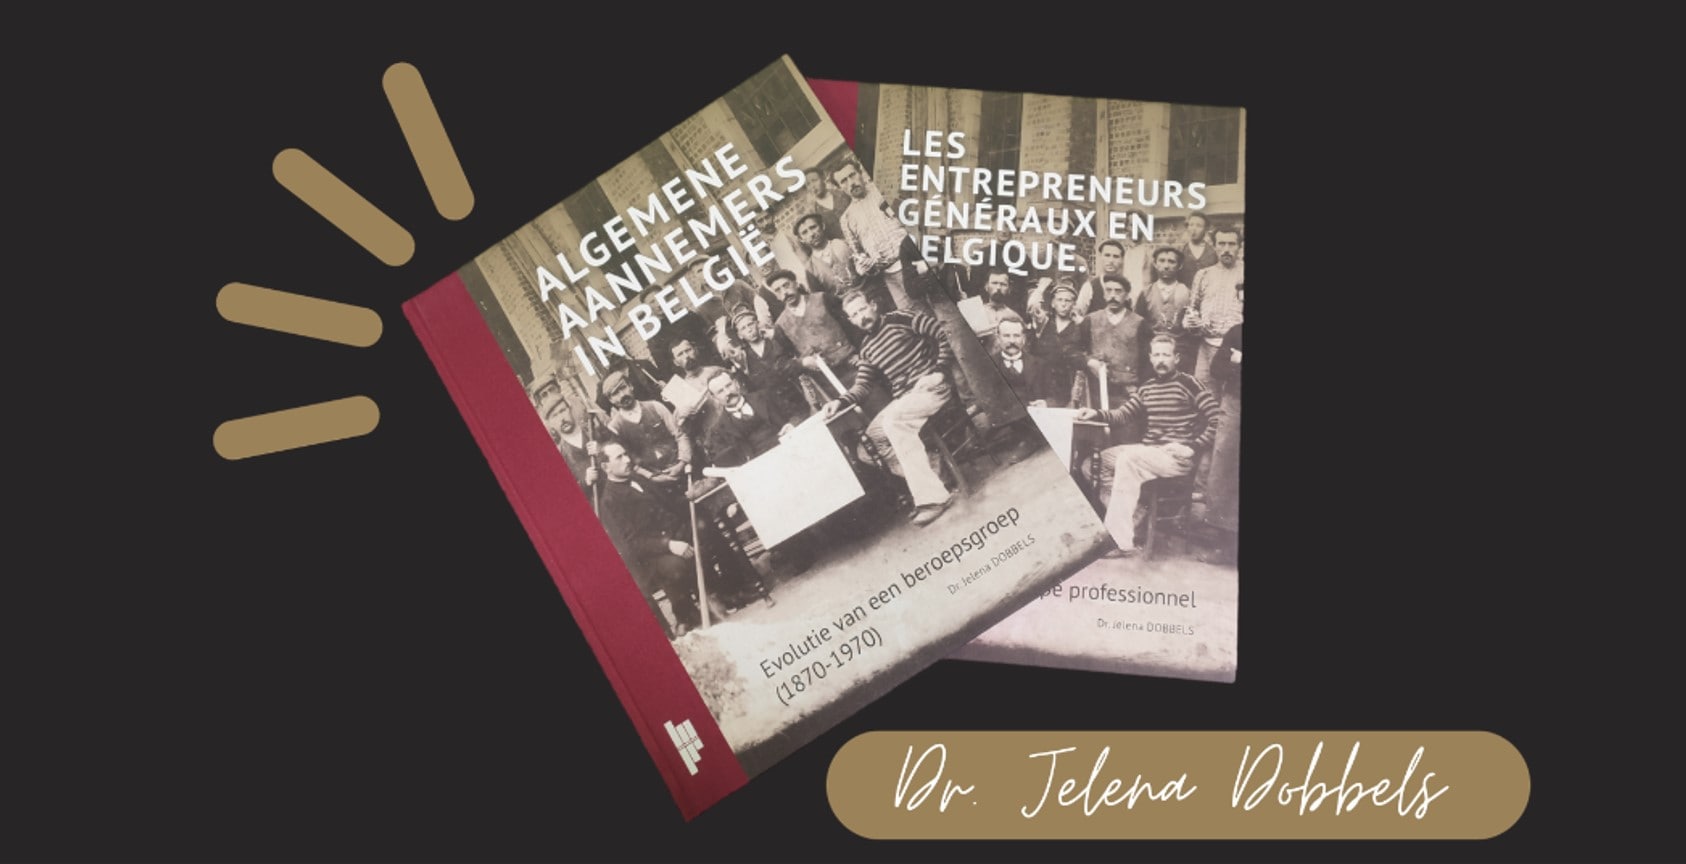 ALGEMENE
AANNEMERS
IN BELGIË
Evolutie van een beroepsgroep
(1870-1970)
Dr. Jelena DOBBELS
LES
ENTREPRENEURS
GÉNÉRAUX EN
ELGIQUE.
pe professionnel
Dr. Jelena DOBBELS
Dr. Jelena Dobbels